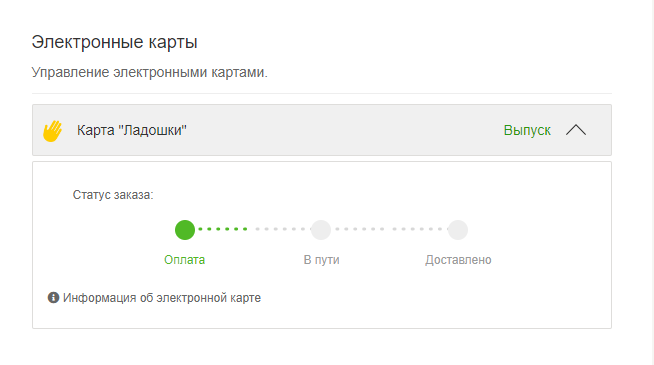 Электронные карты
Управление электронными картами.
Карта "Ладошки" Выпуск
Статус заказа:
Оплата В пути Доставлено
Информация об электронной карте